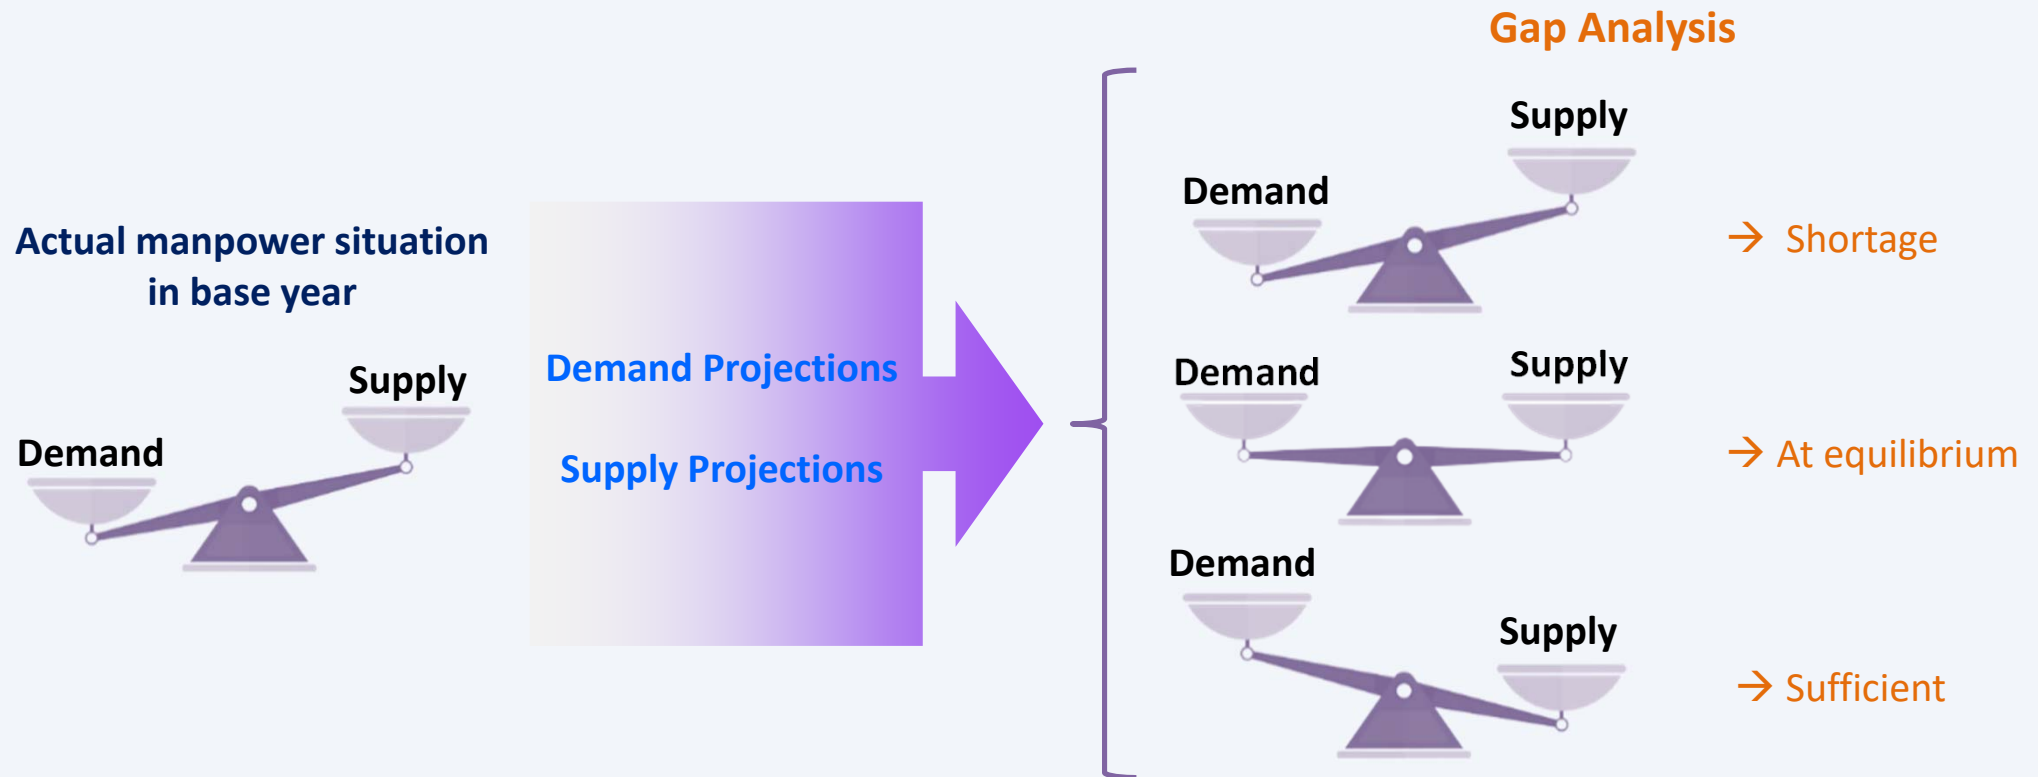 Gap Analysis
Actual manpower situation
in base year
Supply
Demand
Demand Projections
Supply Projections
Supply
Demand
→ Shortage
Demand
Supply
→ At equilibrium
Demand
Supply
→ Sufficient